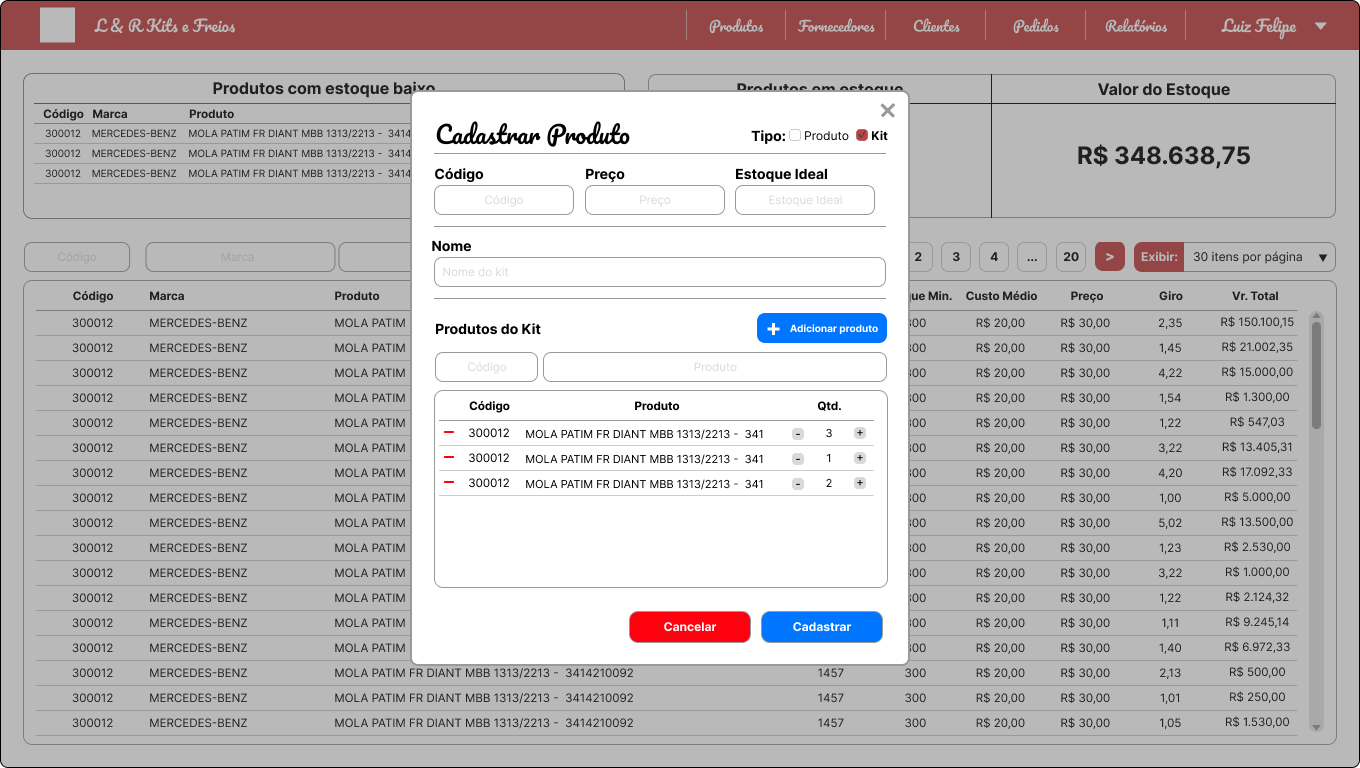 L & R Kits e Freios Produtos Fornecedores Clientes Pedidos Relatórios Luiz Felipe
Produtos com estoque baixo
Código Marca Produto
300012 MERCEDES-BENZ MOLA PATIM FR DIANT MBB 1313/2213 - 3414
300012 MERCEDES-BENZ MOLA PATIM FR DIANT MBB 1313/2213 - 3414
300012 MERCEDES-BENZ MOLA PATIM FR DIANT MBB 1313/2213 - 3414
Produtos em estoque
Valor do Estoque
R$ 348.638,75
Código Marca
2 3 4 ... 20 > Exibir: 30 itens por página ▼
Código Marca Produto que Min. Custo Médio Preço Giro Vr. Total
300012 MERCEDES-BENZ MOLA PATIM 300 R$ 20,00 R$ 30,00 2,35 R$ 150.100,15
300012 MERCEDES-BENZ MOLA PATIM 300 R$ 20,00 R$ 30,00 1,45 R$ 21.002,35
300012 MERCEDES-BENZ MOLA PATIM 300 R$ 20,00 R$ 30,00 4,22 R$ 15.000,00
300012 MERCEDES-BENZ MOLA PATIM 300 R$ 20,00 R$ 30,00 1,54 R$ 1.300,00
300012 MERCEDES-BENZ MOLA PATIM 300 R$ 20,00 R$ 30,00 1,22 R$ 547,03
300012 MERCEDES-BENZ MOLA PATIM 300 R$ 20,00 R$ 30,00 3,22 R$ 13.405,31
300012 MERCEDES-BENZ MOLA PATIM 300 R$ 20,00 R$ 30,00 4,20 R$ 17.092,33
300012 MERCEDES-BENZ MOLA PATIM 300 R$ 20,00 R$ 30,00 1,00 R$ 5.000,00
300012 MERCEDES-BENZ MOLA PATIM 300 R$ 20,00 R$ 30,00 5,02 R$ 13.500,00
300012 MERCEDES-BENZ MOLA PATIM 300 R$ 20,00 R$ 30,00 1,23 R$ 2.530,00
300012 MERCEDES-BENZ MOLA PATIM 300 R$ 20,00 R$ 30,00 3,22 R$ 1.000,00
300012 MERCEDES-BENZ MOLA PATIM 300 R$ 20,00 R$ 30,00 1,22 R$ 2.124,32
300012 MERCEDES-BENZ MOLA PATIM 300 R$ 20,00 R$ 30,00 1,11 R$ 9.245,14
300012 MERCEDES-BENZ MOLA PATIM 300 R$ 20,00 R$ 30,00 1,40 R$ 6.972,33
300012 MERCEDES-BENZ MOLA PATIM FR DIANT MBB 1313/2213 - 3414210092 1457 300 R$ 20,00 R$ 30,00 2,13 R$ 500,00
300012 MERCEDES-BENZ MOLA PATIM FR DIANT MBB 1313/2213 - 3414210092 1457 300 R$ 20,00 R$ 30,00 1,01 R$ 250,00
300012 MERCEDES-BENZ MOLA PATIM FR DIANT MBB 1313/2213 - 3414210092 1457 300 R$ 20,00 R$ 30,00 1,05 R$ 1.530,00
Cadastrar Produto Tipo: Produto Kit
Código Preço Estoque Ideal
Código Preço Estoque Ideal
Nome
Nome do kit
Produtos do Kit + Adicionar produto
Código Produto
Código Produto Qtd.
300012 MOLA PATIM FR DIANT MBB 1313/2213 - 341 - 3 +
300012 MOLA PATIM FR DIANT MBB 1313/2213 - 341 - 1 +
300012 MOLA PATIM FR DIANT MBB 1313/2213 - 341 - 2 +
Cancelar Cadastrar